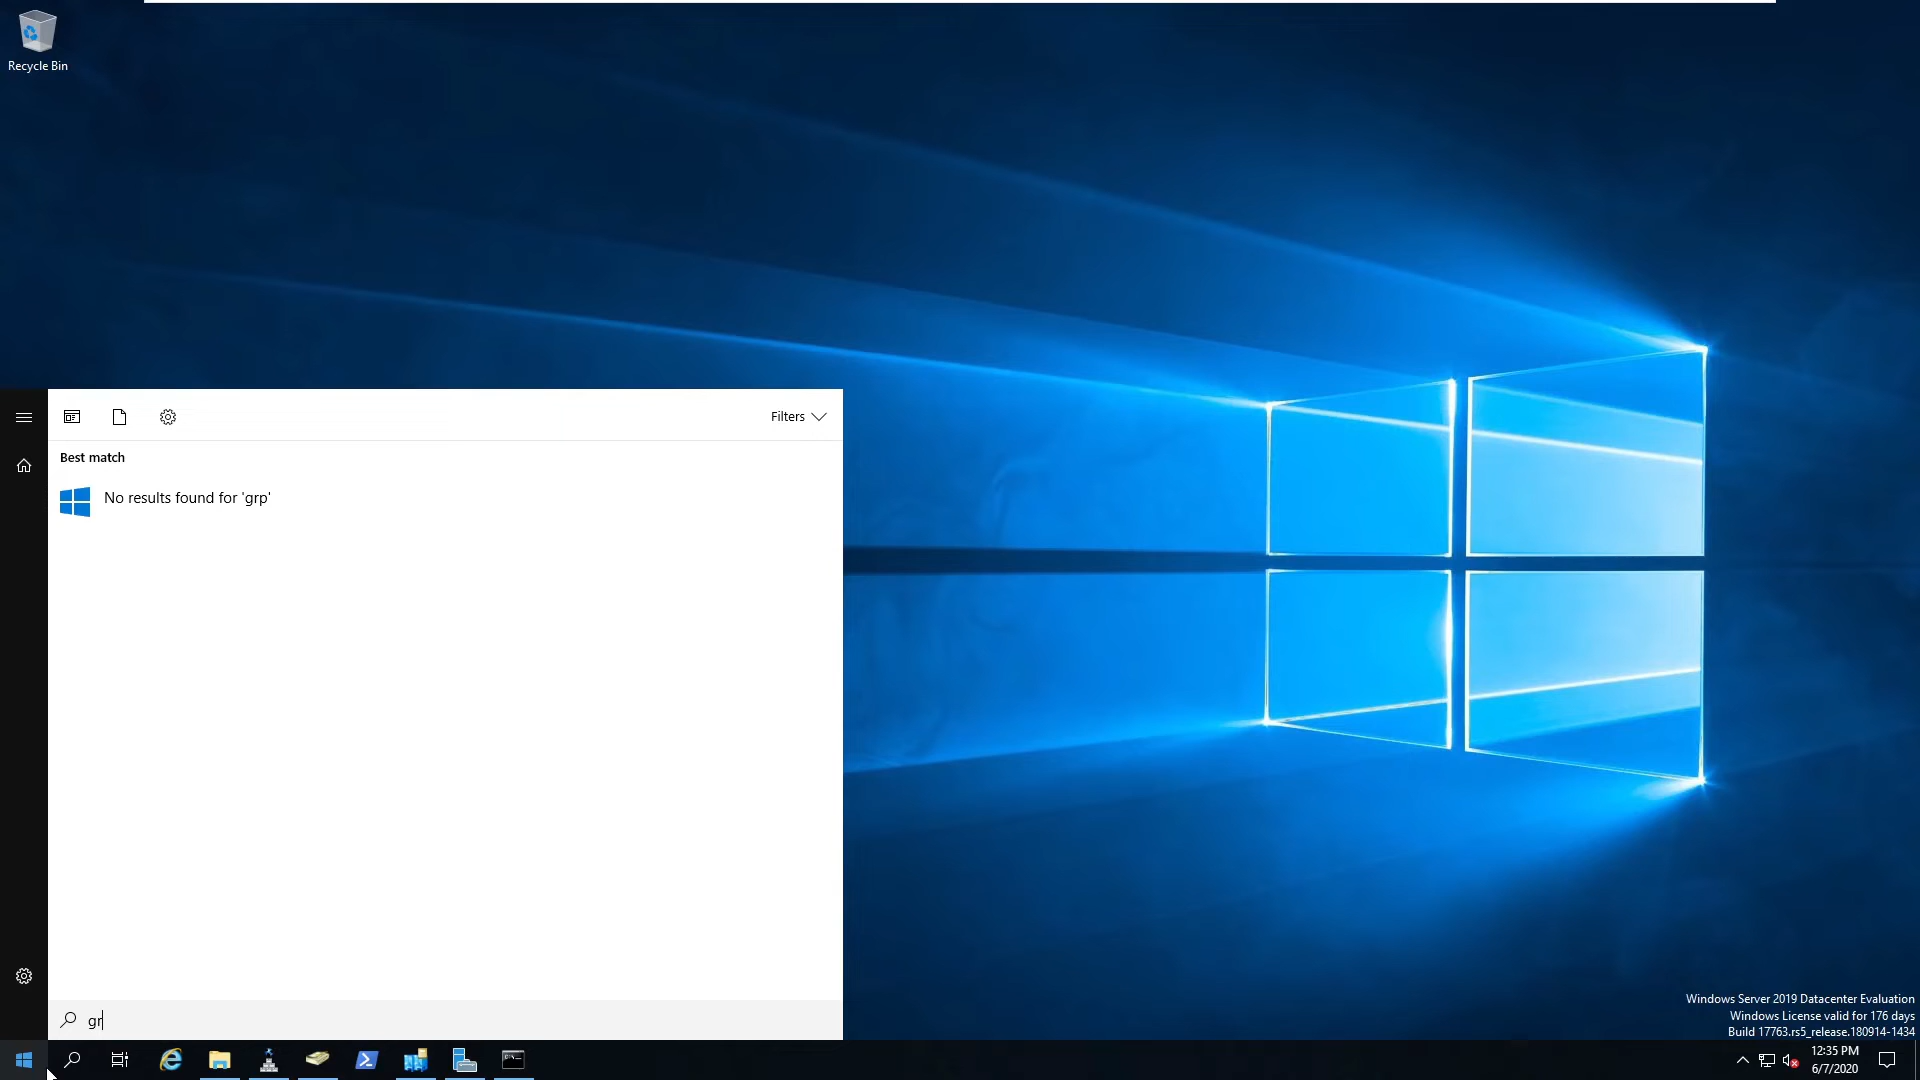 Recycle Bin
Filters
Best match
No results found for 'grp'
gr
Windows Server 2019 Datacenter Evaluation
Windows License valid for 176 days
Build 17763.rs5_release.180914-1434
12:35 PM
6/7/2020